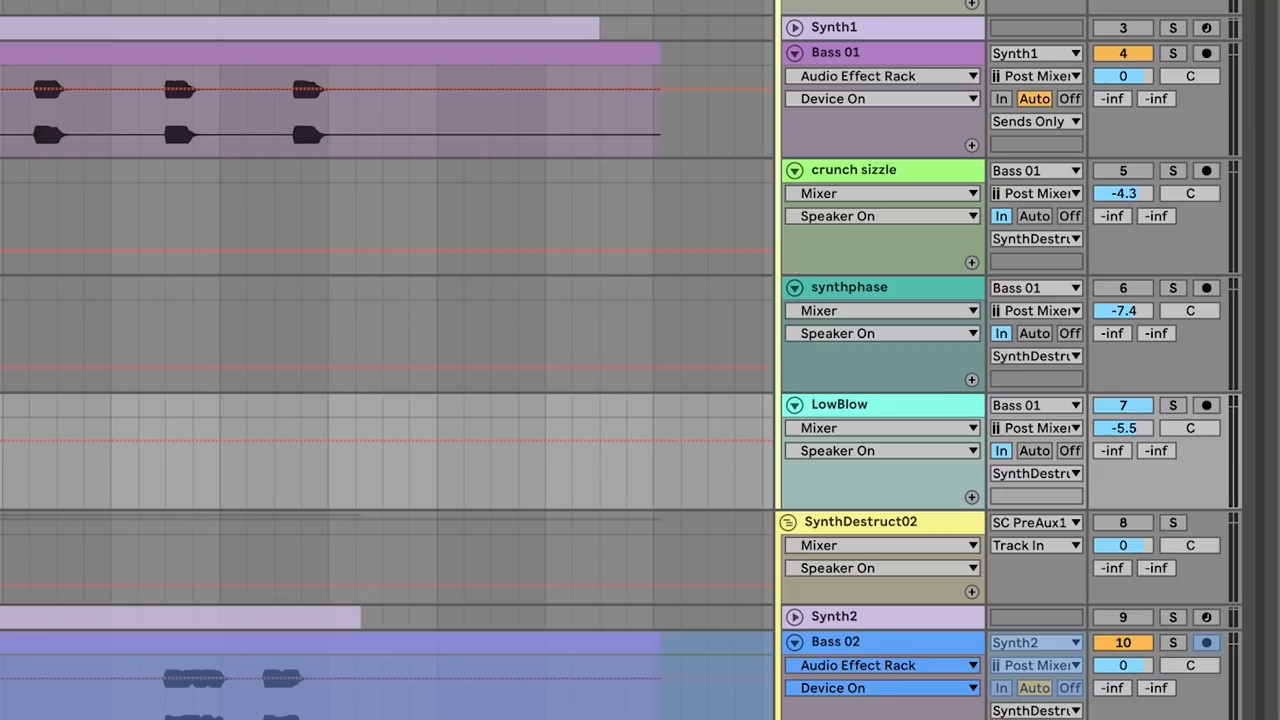 Synth1 3 S
Bass 01 Synth1 4 S
Audio Effect Rack Post Mixer 0 C
Device On In Auto Off -inf -inf
Sends Only
crunch sizzle Bass 01 5 S
Mixer Post Mixer -4.3 C
Speaker On In Auto Off -inf -inf
SynthDestru
synthphase Bass 01 6 S
Mixer Post Mixer -7.4 C
Speaker On In Auto Off -inf -inf
SynthDestru
LowBlow Bass 01 7 S
Mixer Post Mixer -5.5 C
Speaker On In Auto Off -inf -inf
SynthDestru
SynthDestruct02 SC PreAux1 8 S
Mixer Track In 0 C
Speaker On -inf -inf
Synth2 9 S
Bass 02 Synth2 10 S
Audio Effect Rack Post Mixer 0 C
Device On In Auto Off -inf -inf
SynthDestru